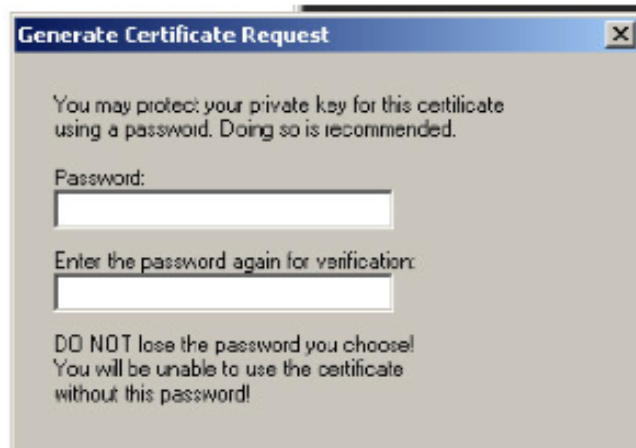 Generate Certificate Request
You may protect your private key for this certificate
using a password. Doing so is recommended.
Password:
Enter the password again for verification:
DO NOT lose the password you choose!
You will be unable to use the certificate
without this password!